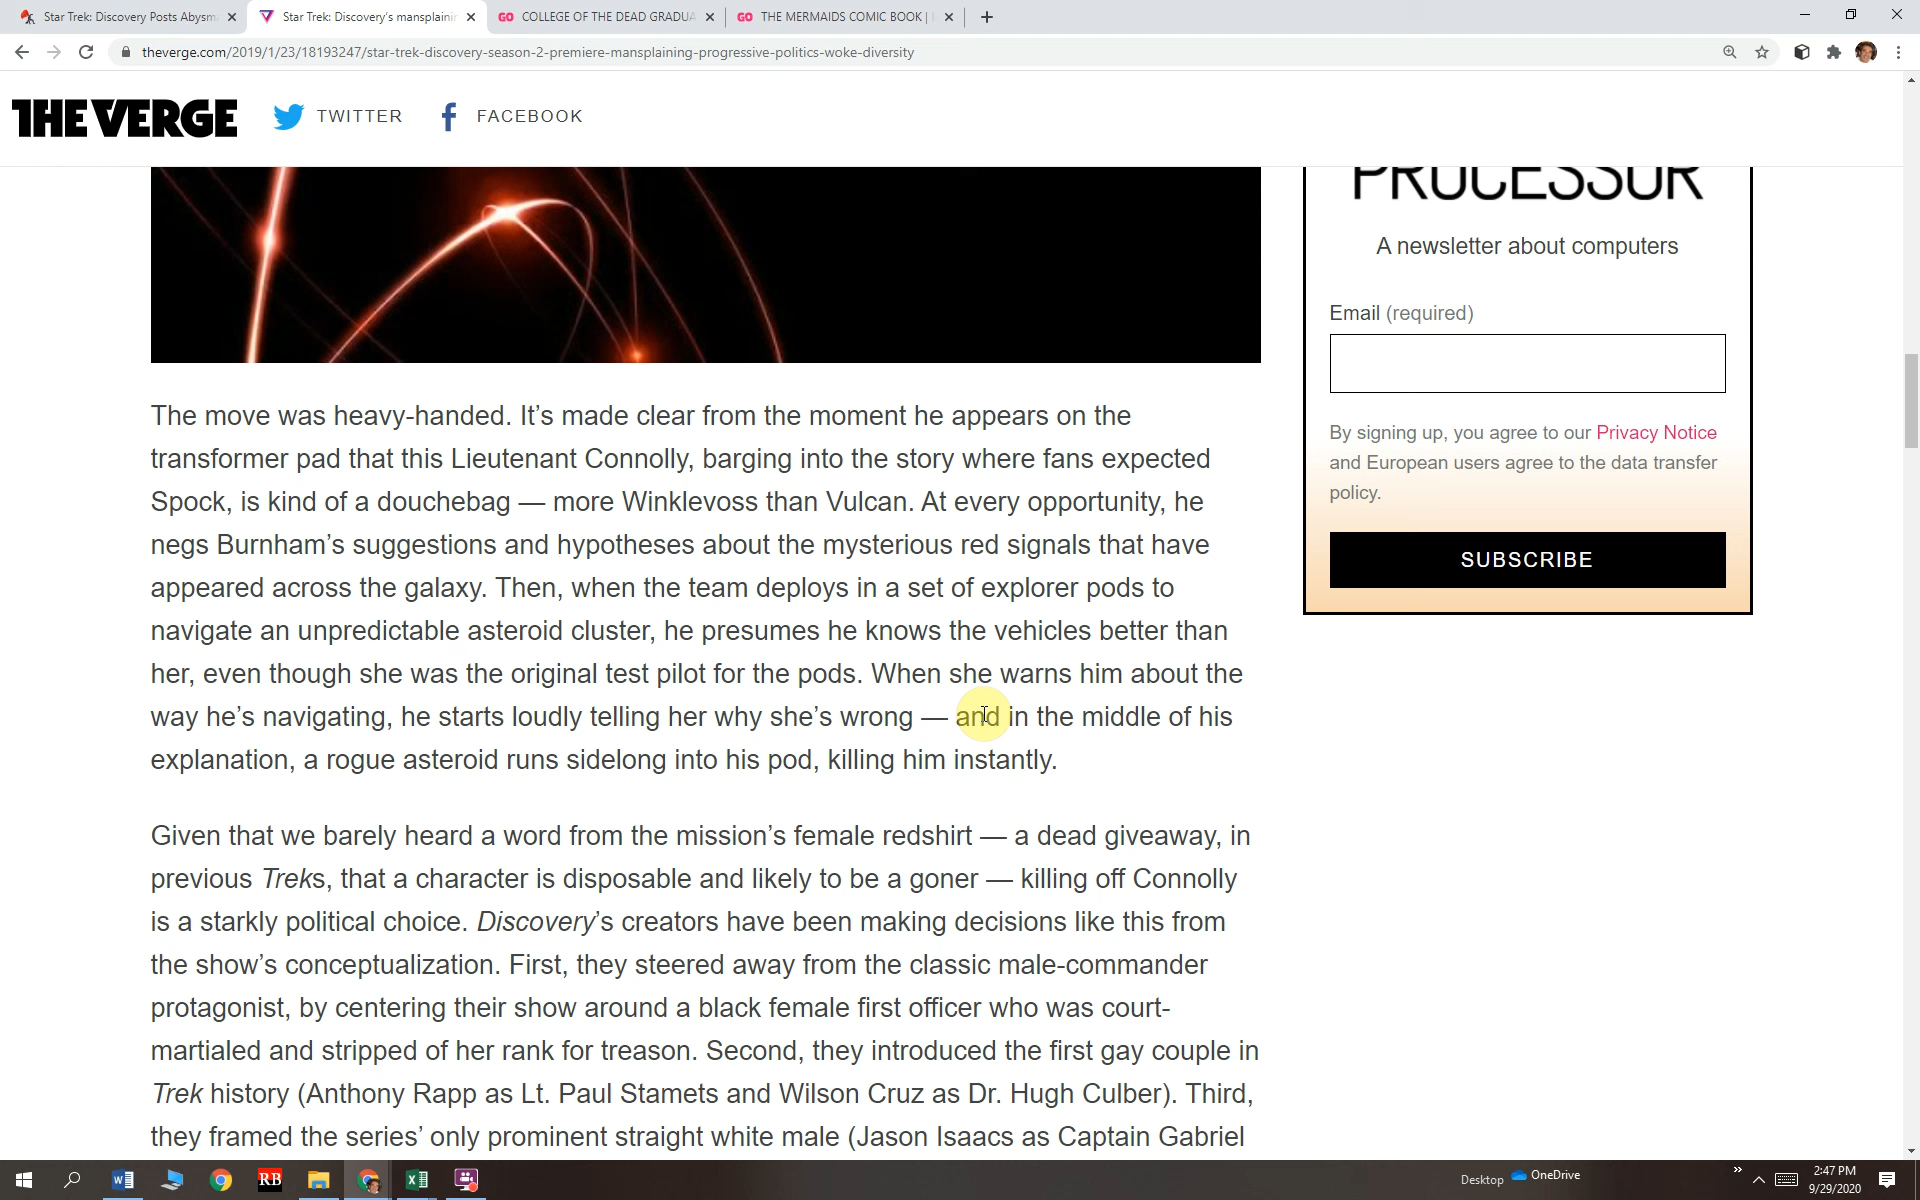 Star Trek: Discovery Posts Abysm
Star Trek: Discovery's mansplainin
GO COLLEGE OF THE DEAD GRADUA
GO THE MERMAIDS COMIC BOOK |
theverge.com/2019/1/23/18193247/star-trek-discovery-season-2-premiere-mansplaining-progressive-politics-woke-diversity
THE VERGE
TWITTER
FACEBOOK
PROCESSOR
A newsletter about computers
Email (required)
By signing up, you agree to our Privacy Notice
and European users agree to the data transfer
policy.
SUBSCRIBE
The move was heavy-handed. It’s made clear from the moment he appears on the
transformer pad that this Lieutenant Connolly, barging into the story where fans expected
Spock, is kind of a douchebag — more Winklevoss than Vulcan. At every opportunity, he
negs Burnham’s suggestions and hypotheses about the mysterious red signals that have
appeared across the galaxy. Then, when the team deploys in a set of explorer pods to
navigate an unpredictable asteroid cluster, he presumes he knows the vehicles better than
her, even though she was the original test pilot for the pods. When she warns him about the
way he’s navigating, he starts loudly telling her why she’s wrong — and in the middle of his
explanation, a rogue asteroid runs sidelong into his pod, killing him instantly.
Given that we barely heard a word from the mission’s female redshirt — a dead giveaway, in
previous Treks, that a character is disposable and likely to be a goner — killing off Connolly
is a starkly political choice. Discovery’s creators have been making decisions like this from
the show’s conceptualization. First, they steered away from the classic male-commander
protagonist, by centering their show around a black female first officer who was court-
martialed and stripped of her rank for treason. Second, they introduced the first gay couple in
Trek history (Anthony Rapp as Lt. Paul Stamets and Wilson Cruz as Dr. Hugh Culber). Third,
they framed the series’ only prominent straight white male (Jason Isaacs as Captain Gabriel
RB
Desktop
OneDrive
2:47 PM
9/29/2020